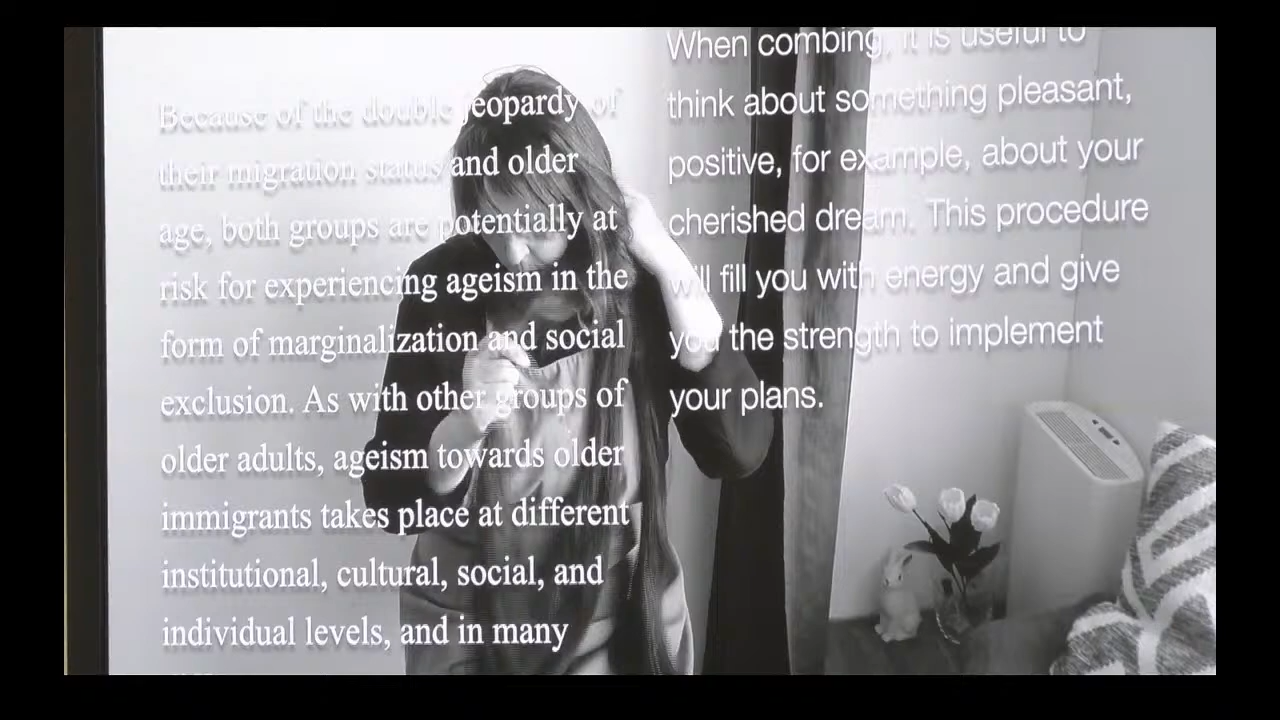 Because of the double jeopardy of
their migration status and older
age, both groups are potentially at
risk for experiencing ageism in the
form of marginalization and social
exclusion. As with other groups of
older adults, ageism towards older
immigrants takes place at different
institutional, cultural, social, and
individual levels, and in many
When combing, it is useful to
think about something pleasant,
positive, for example, about your
cherished dream. This procedure
will fill you with energy and give
you the strength to implement
your plans.